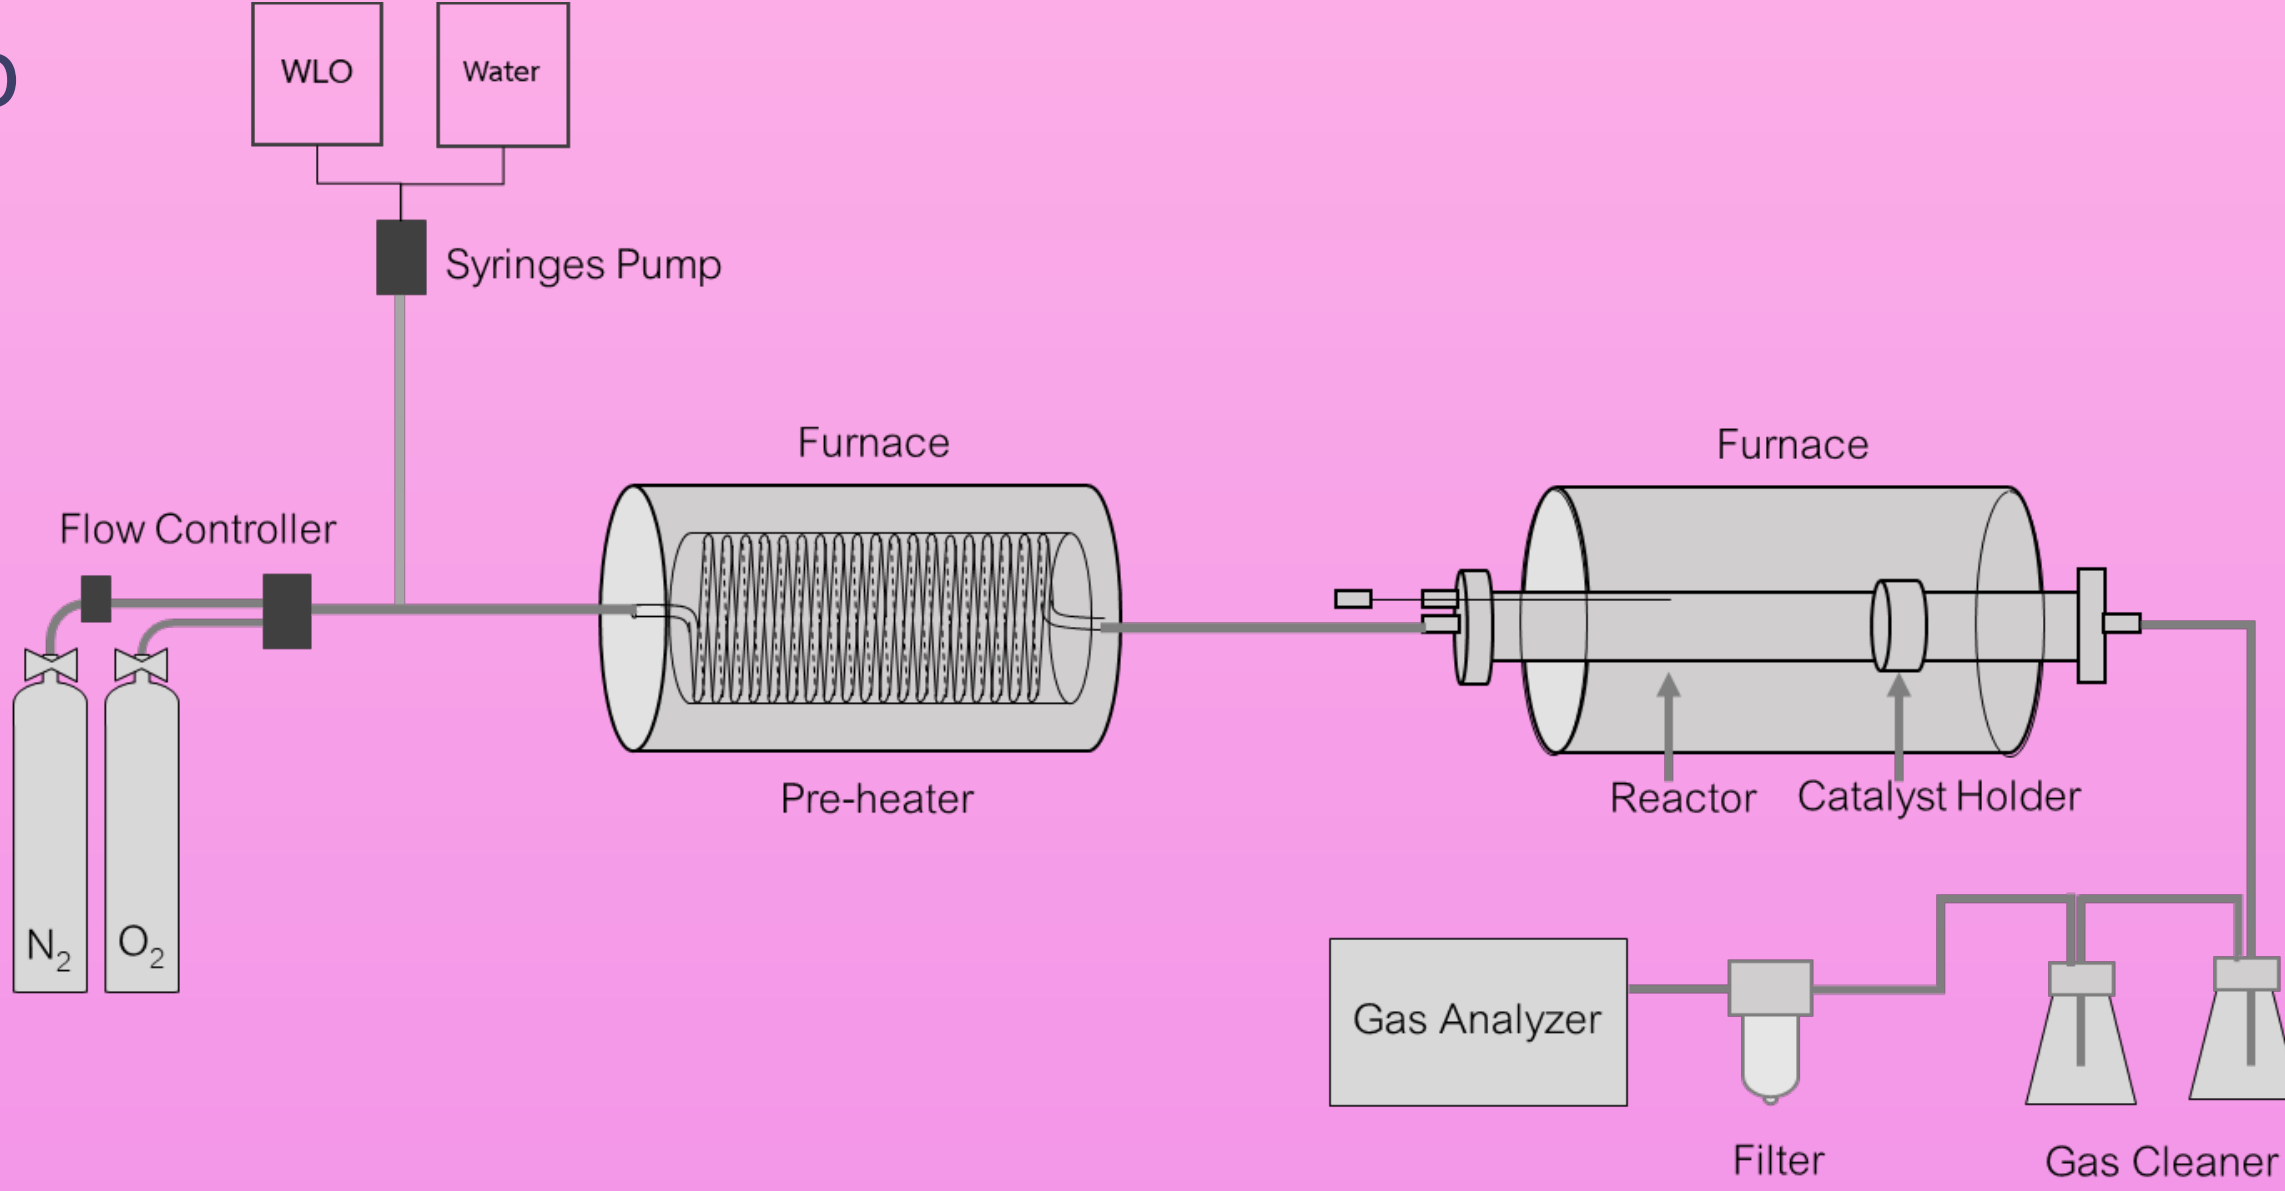 WLO
Water
Syringes Pump
Furnace
Furnace
Flow Controller
Pre-heater
Reactor
Catalyst Holder
N₂
O₂
Gas Analyzer
Filter
Gas Cleaner